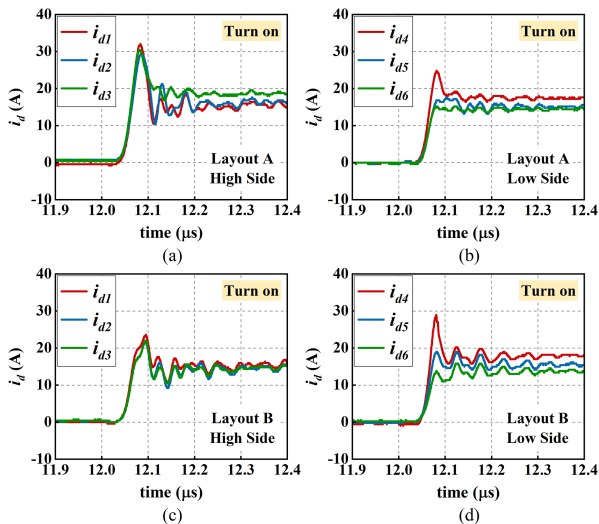 40
30
20
10
0
-10
i_d (A)
i_d1
i_d2
i_d3
Turn on
Layout A
High Side
11.9 12.0 12.1 12.2 12.3 12.4
time (μs)
(a)
40
30
20
10
0
-10
i_d (A)
i_d4
i_d5
i_d6
Turn on
Layout A
Low Side
11.9 12.0 12.1 12.2 12.3 12.4
time (μs)
(b)
40
30
20
10
0
-10
i_d (A)
i_d1
i_d2
i_d3
Turn on
Layout B
High Side
11.9 12.0 12.1 12.2 12.3 12.4
time (μs)
(c)
40
30
20
10
0
-10
i_d (A)
i_d4
i_d5
i_d6
Turn on
Layout B
Low Side
11.9 12.0 12.1 12.2 12.3 12.4
time (μs)
(d)